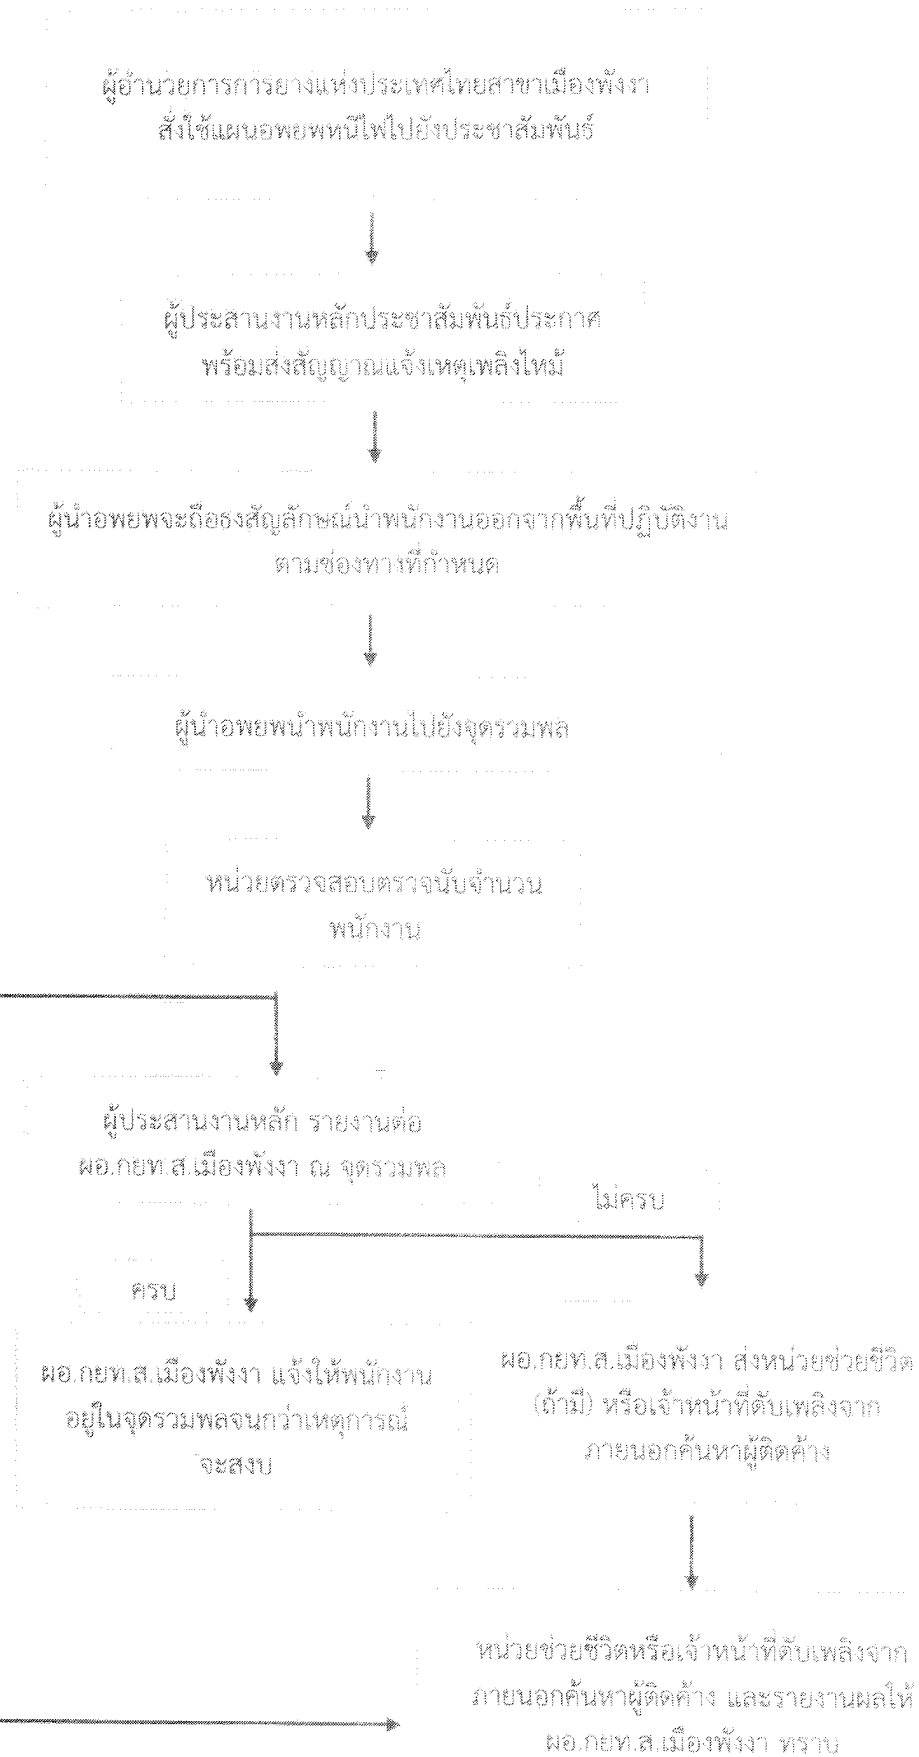 ผู้อำนวยการการยางแห่งประเทศไทยสาขาเมืองพังงา
สั่งใช้แผนอพยพหนีไฟไปยังประชาสัมพันธ์
ผู้ประสานงานหลักประชาสัมพันธ์ประกาศ
พร้อมส่งสัญญาณแจ้งเหตุเพลิงไหม้
ผู้นำอพยพจะถือธงสัญลักษณ์นำพนักงานออกจากพื้นที่ปฏิบัติงาน
ตามช่องทางที่กำหนด
ผู้นำอพยพนำพนักงานไปยังจุดรวมพล
หน่วยตรวจสอบตรวจนับจำนวน
พนักงาน
ผู้ประสานงานหลัก รายงานต่อ
ผอ.กยท.ส.เมืองพังงา ณ จุดรวมพล
ไม่ครบ
ครบ
ผอ.กยท.ส.เมืองพังงา แจ้งให้พนักงาน
อยู่ในจุดรวมพลจนกว่าเหตุการณ์
จะสงบ
ผอ.กยท.ส.เมืองพังงา ส่งหน่วยช่วยชีวิต
(ถ้ามี) หรือเจ้าหน้าที่ดับเพลิงจาก
ภายนอกค้นหาผู้ติดค้าง
หน่วยช่วยชีวิตหรือเจ้าหน้าที่ดับเพลิงจาก
ภายนอกค้นหาผู้ติดค้าง และรายงานผลให้
ผอ.กยท.ส.เมืองพังงา ทราบ